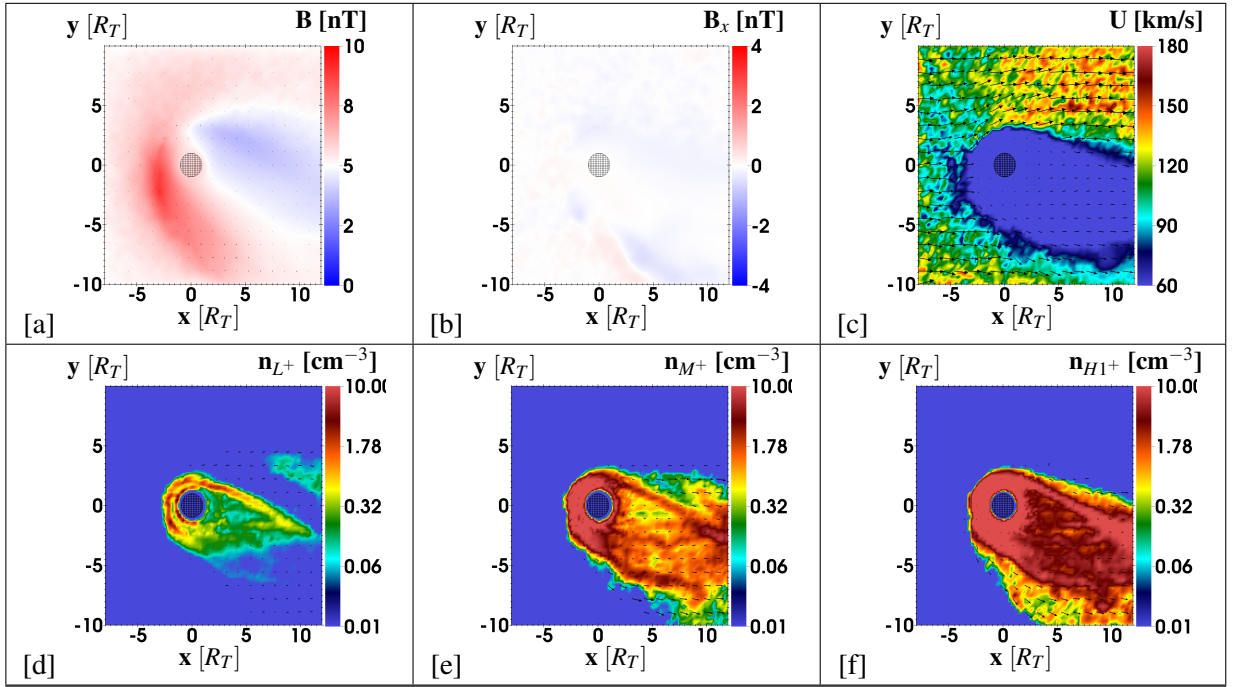 y [R_T] B [nT]
10
8
5
2
0
5
0
-5
-10
-5 0 5 10
x [R_T]
[a]
y [R_T] B_x [nT]
4
2
0
-2
-4
5
0
-5
-10
-5 0 5 10
x [R_T]
[b]
y [R_T] U [km/s]
180
150
120
90
60
5
0
-5
-10
-5 0 5 10
x [R_T]
[c]
y [R_T] n_{L^+} [cm^{-3}]
10.00
1.78
0.32
0.06
0.01
5
0
-5
-10
-5 0 5 10
x [R_T]
[d]
y [R_T] n_{M^+} [cm^{-3}]
10.00
1.78
0.32
0.06
0.01
5
0
-5
-10
-5 0 5 10
x [R_T]
[e]
y [R_T] n_{H1^+} [cm^{-3}]
10.00
1.78
0.32
0.06
0.01
5
0
-5
-10
-5 0 5 10
x [R_T]
[f]